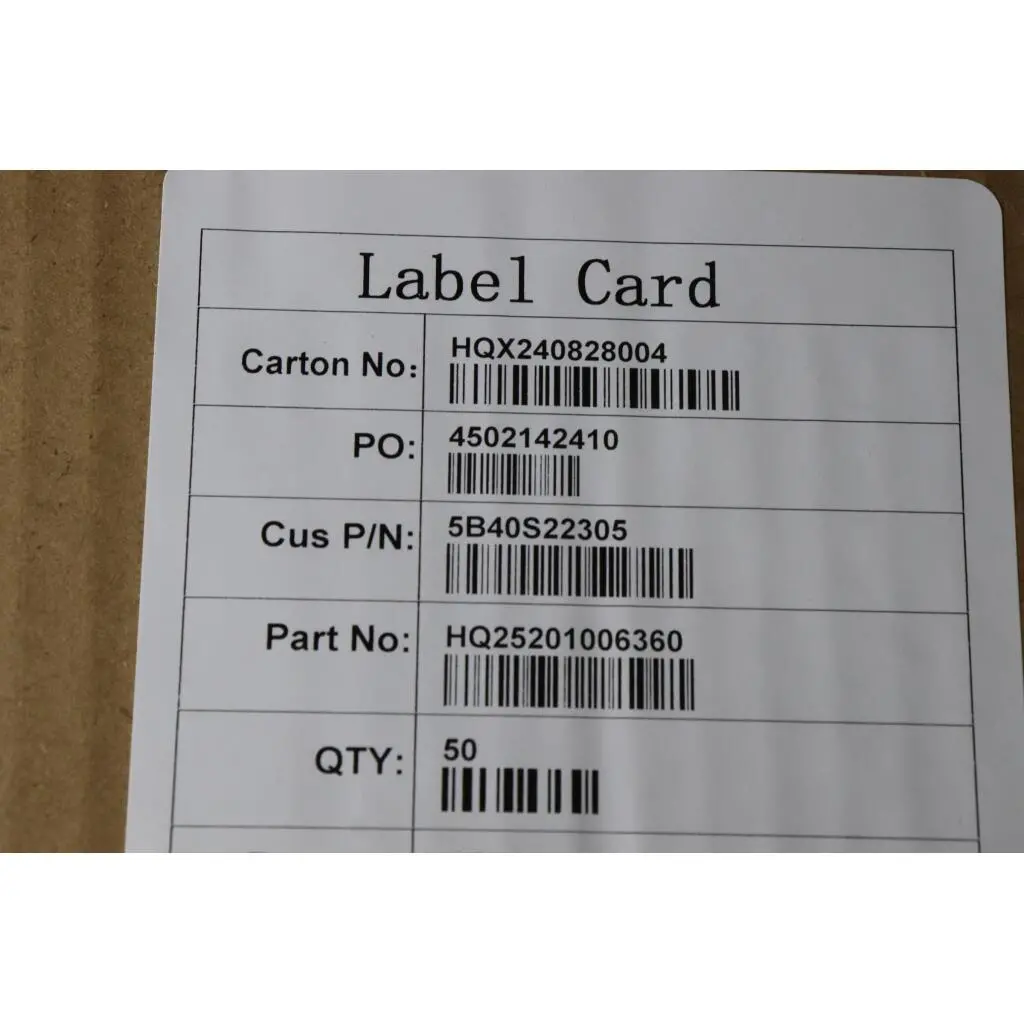 Label Card
Carton No: HQX240828004
PO: 4502142410
Cus P/N: 5B40S22305
Part No: HQ25201006360
QTY: 50